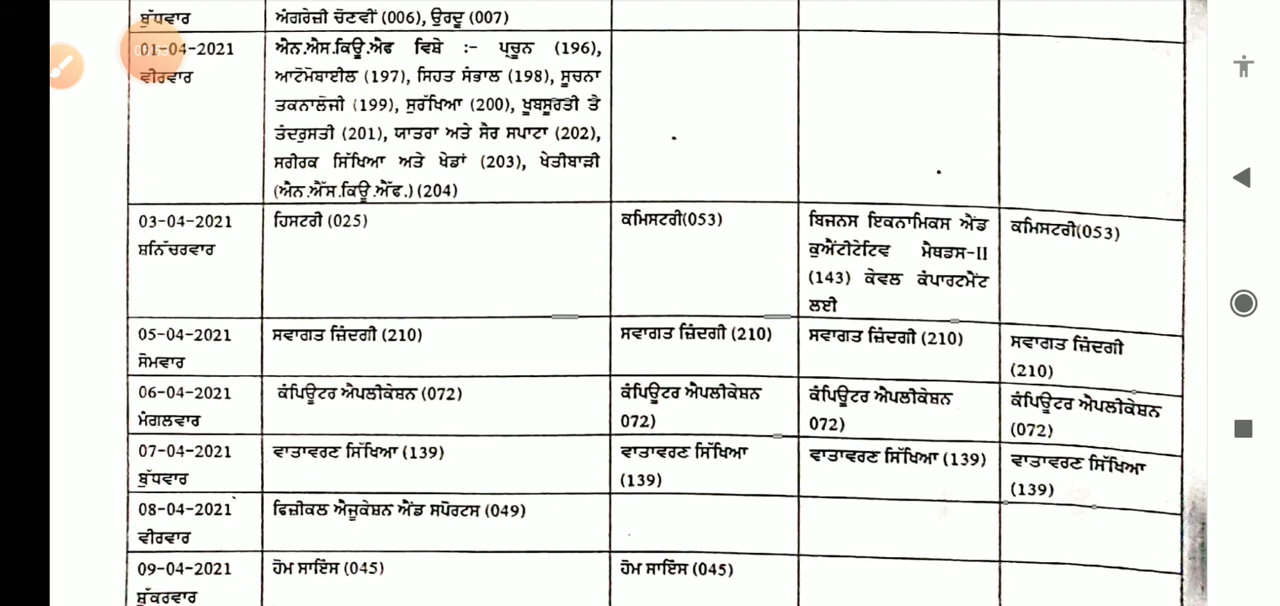 ਬੁੱਧਵਾਰ
ਅੰਗਰੇਜ਼ੀ ਚੋਣਵੀਂ (006), ਉਰਦੂ (007)
01-04-2021
ਵੀਰਵਾਰ
ਐਨ.ਐਸ.ਕਿਊ.ਐਫ ਵਿਸ਼ੇ :- ਪ੍ਰਚੂਨ (196),
ਆਟੋਮੋਬਾਈਲ (197), ਸਿਹਤ ਸੰਭਾਲ (198), ਸੂਚਨਾ
ਤਕਨਾਲੋਜੀ (199), ਸੁਰੱਖਿਆ (200), ਖੂਬਸੂਰਤੀ ਤੇ
ਤੰਦਰੁਸਤੀ (201), ਯਾਤਰਾ ਅਤੇ ਸੈਰ ਸਪਾਟਾ (202),
ਸਰੀਰਕ ਸਿੱਖਿਆ ਅਤੇ ਖੇਡਾਂ (203), ਖੇਤੀਬਾੜੀ
(ਐਨ.ਐੱਸ.ਕਿਊ.ਐੱਫ.) (204)
03-04-2021
ਸ਼ਨਿੱਚਰਵਾਰ
ਹਿਸਟਰੀ (025)
ਕਮਿਸਟਰੀ(053)
ਬਿਜਨਸ ਇਕਨਾਮਿਕਸ ਐਂਡ
ਕੁਐਂਟੀਟੇਟਿਵ ਮੈਥਡਸ-II
(143) ਕੇਵਲ ਕੰਪਾਰਟਮੈਂਟ
ਲਈ
ਕਮਿਸਟਰੀ(053)
05-04-2021
ਸੋਮਵਾਰ
ਸਵਾਗਤ ਜ਼ਿੰਦਗੀ (210)
ਸਵਾਗਤ ਜ਼ਿੰਦਗੀ (210)
ਸਵਾਗਤ ਜ਼ਿੰਦਗੀ (210)
ਸਵਾਗਤ ਜ਼ਿੰਦਗੀ
(210)
06-04-2021
ਮੰਗਲਵਾਰ
ਕੰਪਿਊਟਰ ਐਪਲੀਕੇਸ਼ਨ (072)
ਕੰਪਿਊਟਰ ਐਪਲੀਕੇਸ਼ਨ
072)
ਕੰਪਿਊਟਰ ਐਪਲੀਕੇਸ਼ਨ
072)
ਕੰਪਿਊਟਰ ਐਪਲੀਕੇਸ਼ਨ
(072)
07-04-2021
ਬੁੱਧਵਾਰ
ਵਾਤਾਵਰਣ ਸਿੱਖਿਆ (139)
ਵਾਤਾਵਰਣ ਸਿੱਖਿਆ
(139)
ਵਾਤਾਵਰਣ ਸਿੱਖਿਆ (139)
ਵਾਤਾਵਰਣ ਸਿੱਖਿਆ
(139)
08-04-2021
ਵੀਰਵਾਰ
ਫਿਜ਼ੀਕਲ ਐਜੂਕੇਸ਼ਨ ਐਂਡ ਸਪੋਰਟਸ (049)
09-04-2021
ਸ਼ੁੱਕਰਵਾਰ
ਹੋਮ ਸਾਇੰਸ (045)
ਹੋਮ ਸਾਇੰਸ (045)